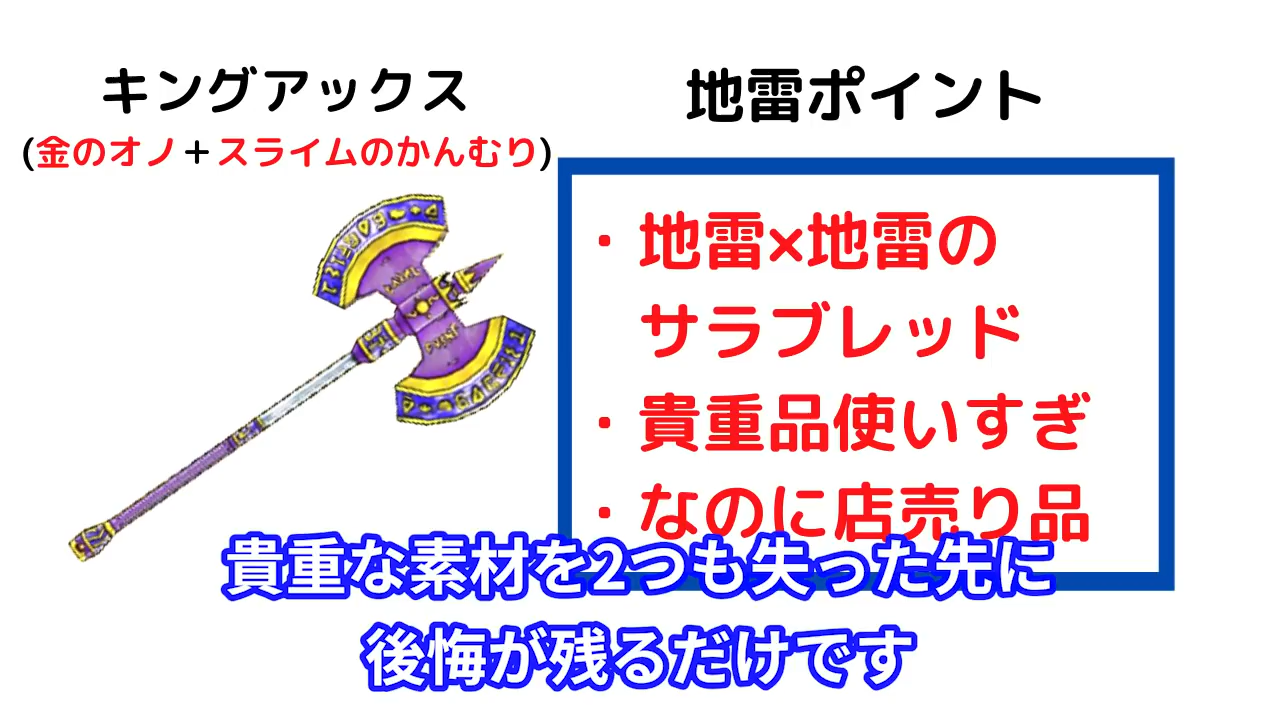 キングアックス
(金のオノ＋スライムのかんむり)
地雷ポイント
・地雷×地雷の
サラブレッド
・貴重品使いすぎ
・なのに店売り品
貴重な素材を2つも失った先に
後悔が残るだけです